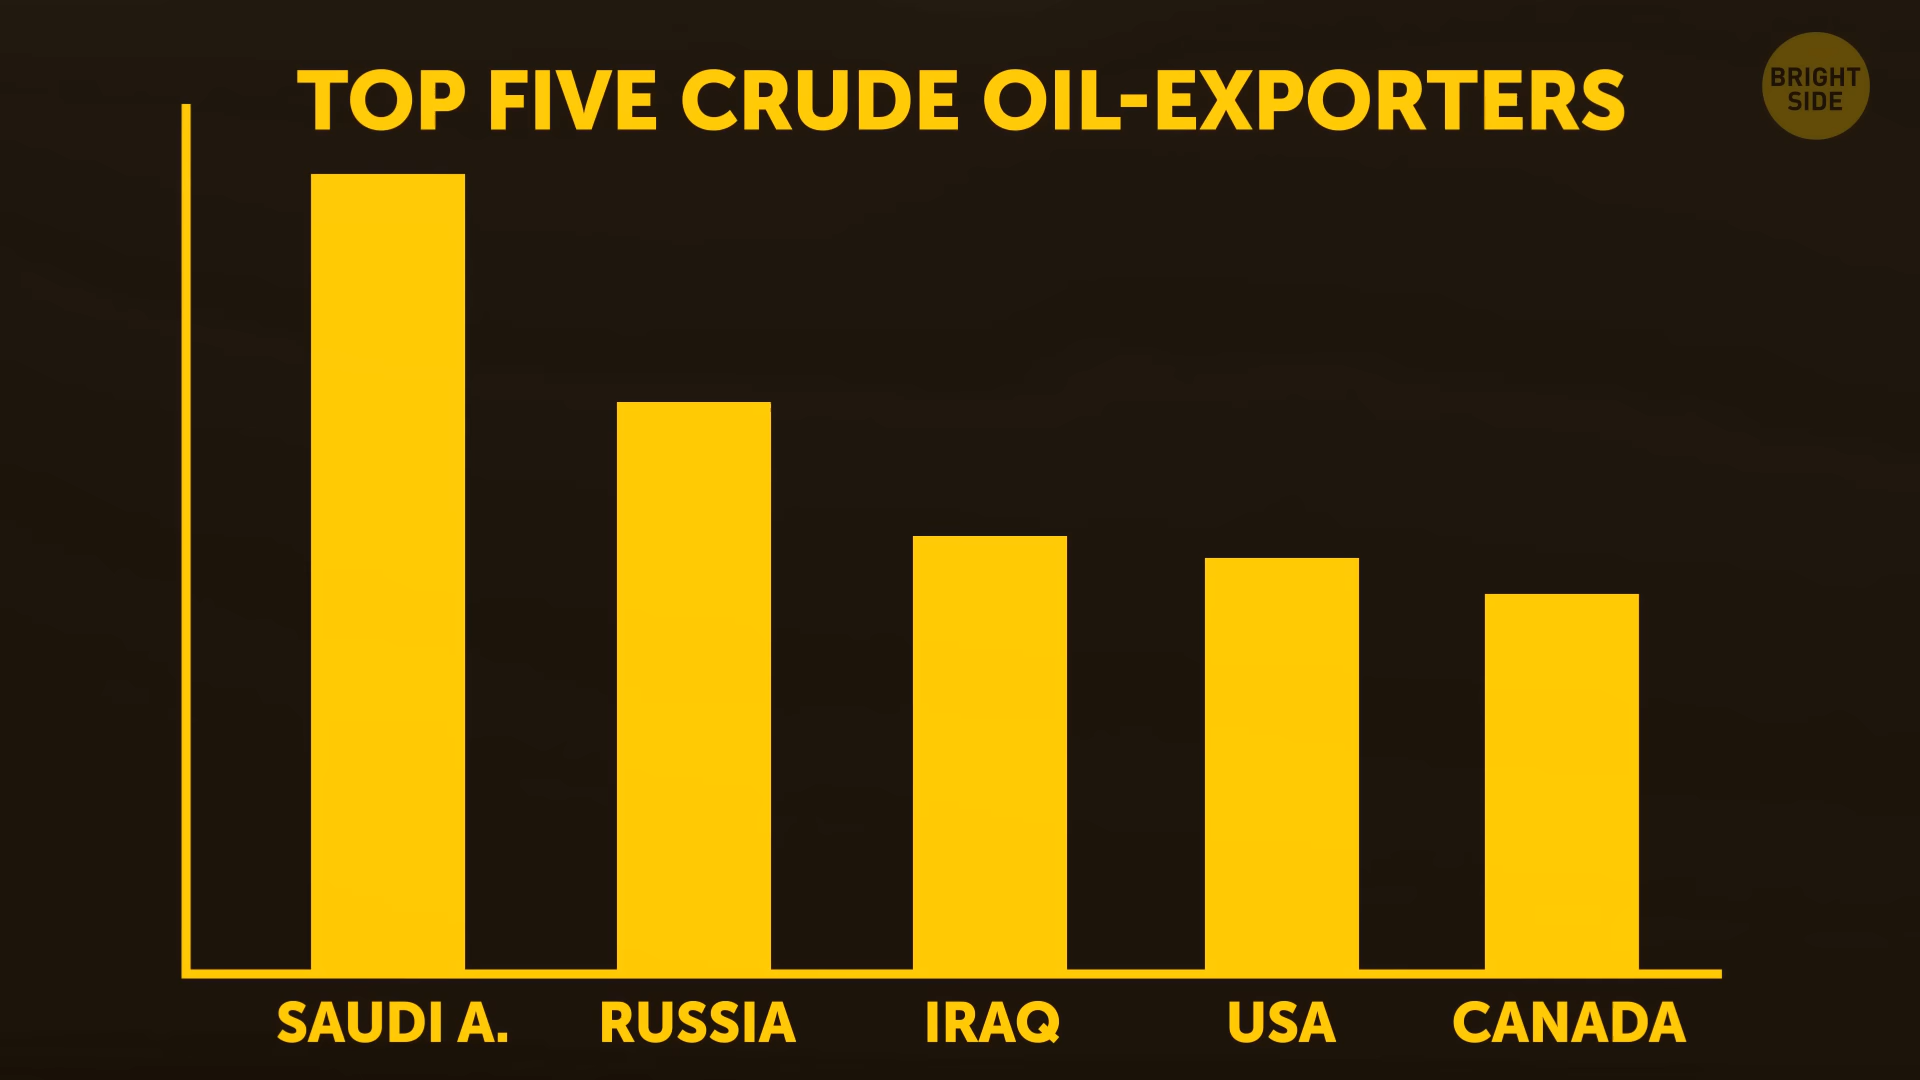 TOP FIVE CRUDE OIL-EXPORTERS
BRIGHT
SIDE
SAUDI A.
RUSSIA
IRAQ
USA
CANADA